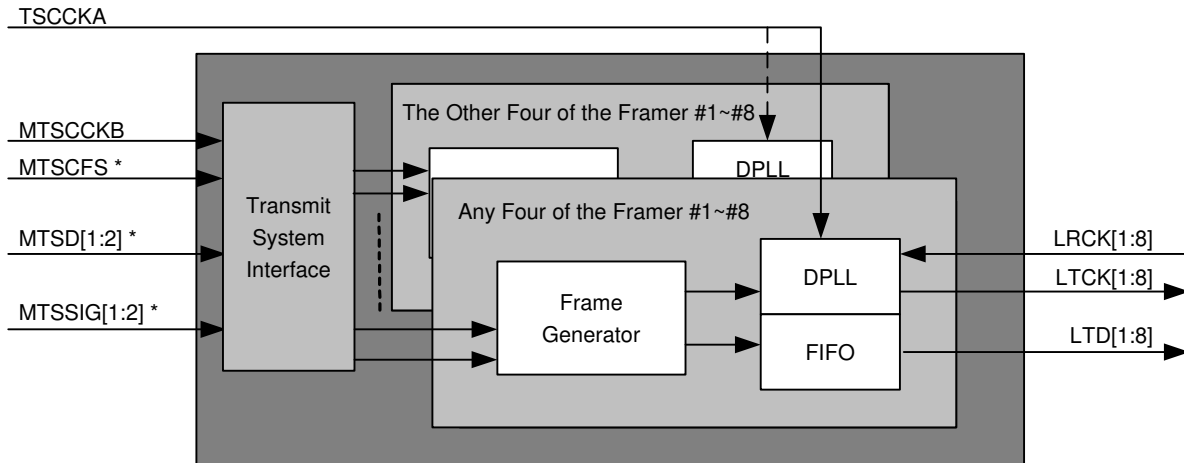 TSCCKA
The Other Four of the Framer #1~#8
MTSCCKB
MTSCFS *
DPLL
Transmit
System
Interface
Any Four of the Framer #1~#8
MTSD[1:2] *
LRCK[1:8]
DPLL
LTCK[1:8]
Frame
Generator
MTSSIG[1:2] *
FIFO
LTD[1:8]